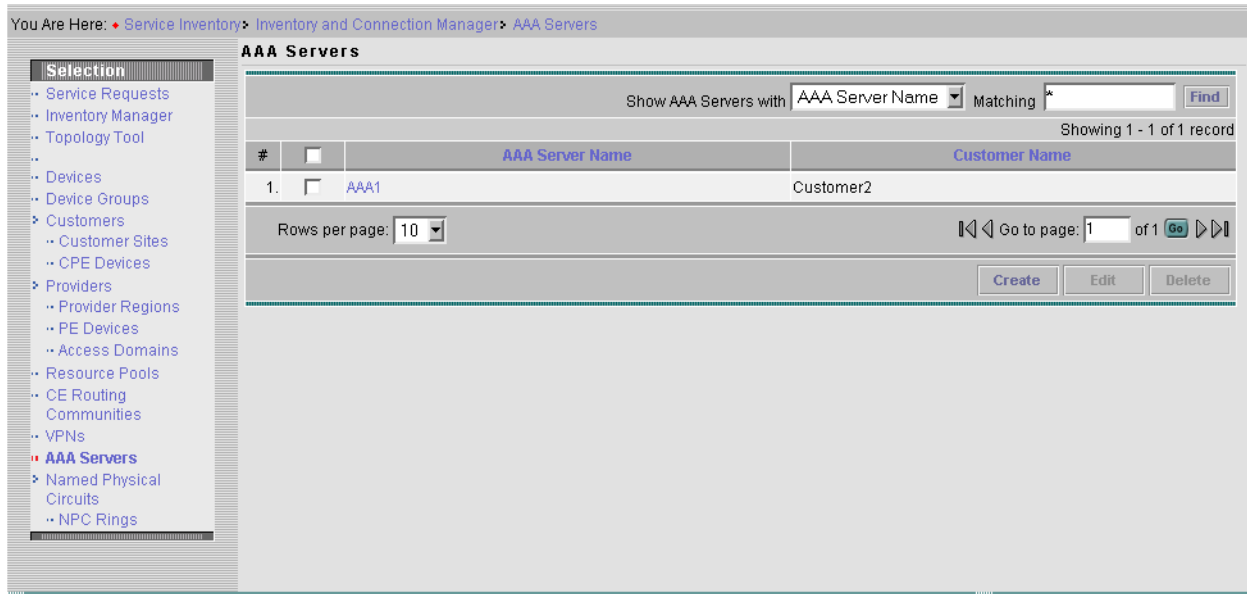 You Are Here: Service Inventory Inventory and Connection Manager AAA Servers
AAA Servers
Selection
Service Requests
Inventory Manager
Topology Tool
Devices
Device Groups
Customers
Customer Sites
CPE Devices
Providers
Provider Regions
PE Devices
Access Domains
Resource Pools
CE Routing
Communities
VPNs
AAA Servers
Named Physical
Circuits
NPC Rings
Show AAA Servers with AAA Server Name Matching * Find
Showing 1 - 1 of 1 record
# AAA Server Name Customer Name
1. AAA1 Customer2
Rows per page: 10 Go to page: 1 of 1 Go
Create Edit Delete